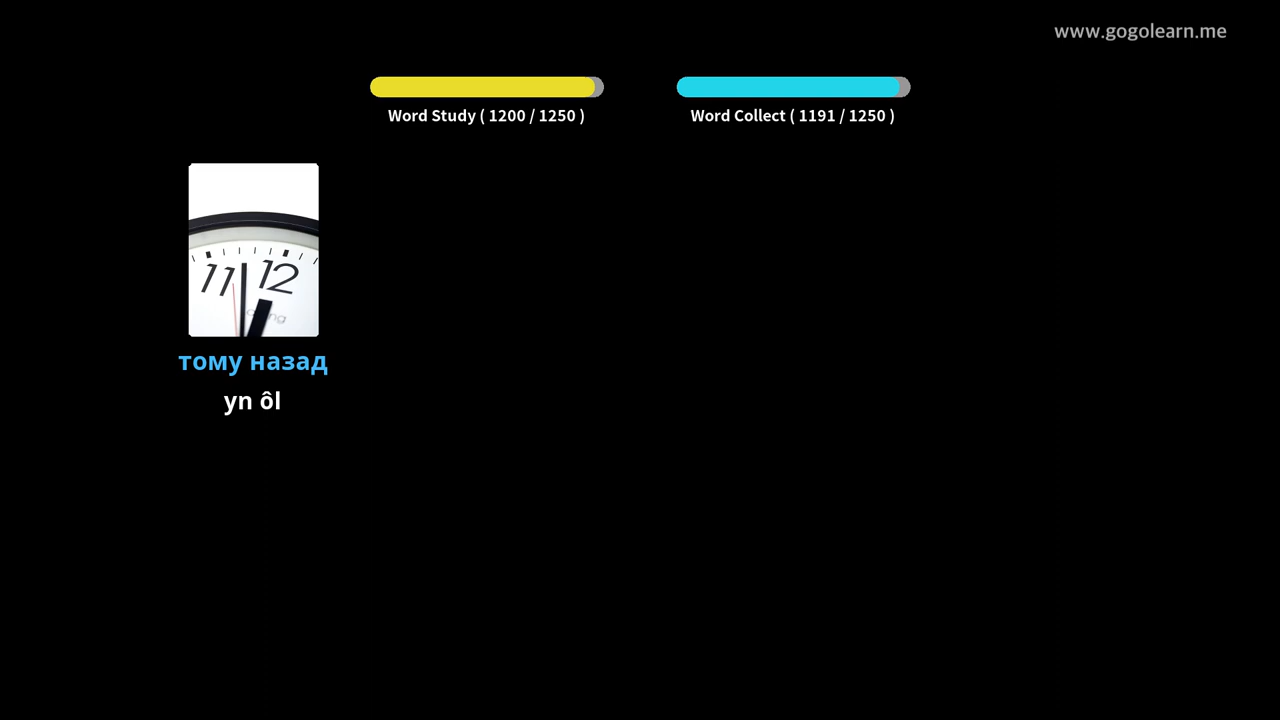 www.gogolearn.me
Word Study ( 1200 / 1250 )
Word Collect ( 1191 / 1250 )
11 12
тому назад
yn ôl